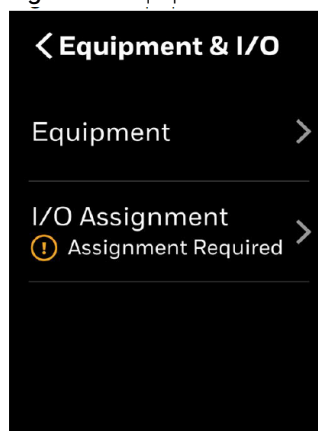 Equipment & I/O
Equipment
I/O Assignment
Assignment Required